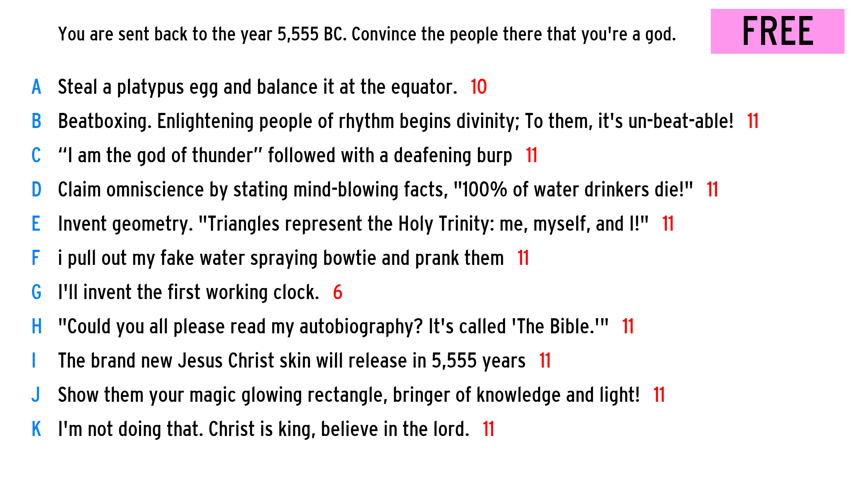 You are sent back to the year 5,555 BC. Convince the people there that you're a god. FREE
A Steal a platypus egg and balance it at the equator. 10
B Beatboxing. Enlightening people of rhythm begins divinity; To them, it's un-beat-able! 11
C “I am the god of thunder” followed with a deafening burp 11
D Claim omniscience by stating mind-blowing facts, "100% of water drinkers die!" 11
E Invent geometry. "Triangles represent the Holy Trinity: me, myself, and I!" 11
F i pull out my fake water spraying bowtie and prank them 11
G I'll invent the first working clock. 6
H "Could you all please read my autobiography? It's called 'The Bible.'" 11
I The brand new Jesus Christ skin will release in 5,555 years 11
J Show them your magic glowing rectangle, bringer of knowledge and light! 11
K I'm not doing that. Christ is king, believe in the lord. 11